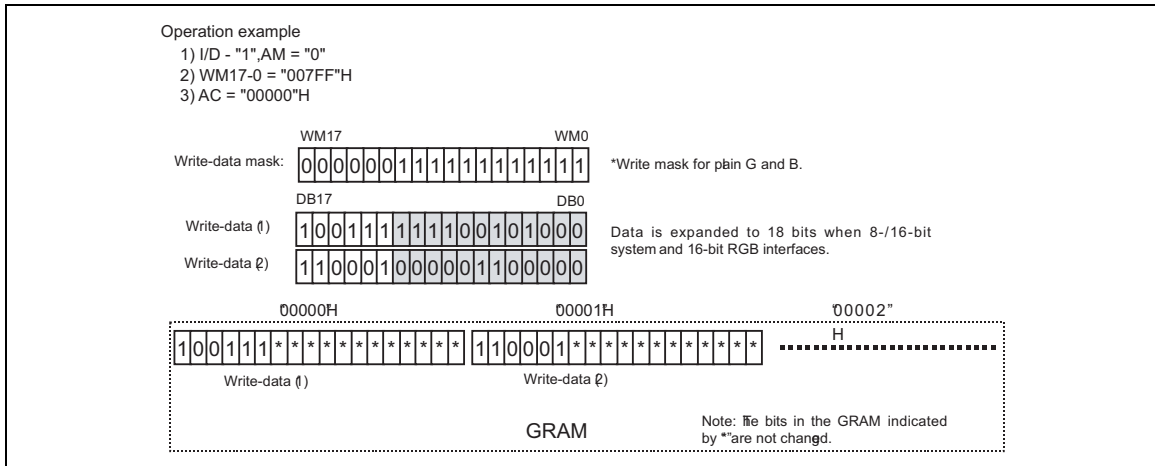 Operation example
1) I/D - "1",AM = "0"
2) WM17-0 = "007FF"H
3) AC = "00000"H
WM17 WM0
Write-data mask: 000000111111111111 *Write mask for plain G and B.
DB17 DB0
Write-data (1) 100111111100101000 Data is expanded to 18 bits when 8-/16-bit
system and 16-bit RGB interfaces.
Write-data (2) 110001000001100000
"00000"H "00001"H "00002"
H
100111************ 110001************
Write-data (1) Write-data (2)
GRAM
Note: The bits in the GRAM indicated
by "*" are not changed.